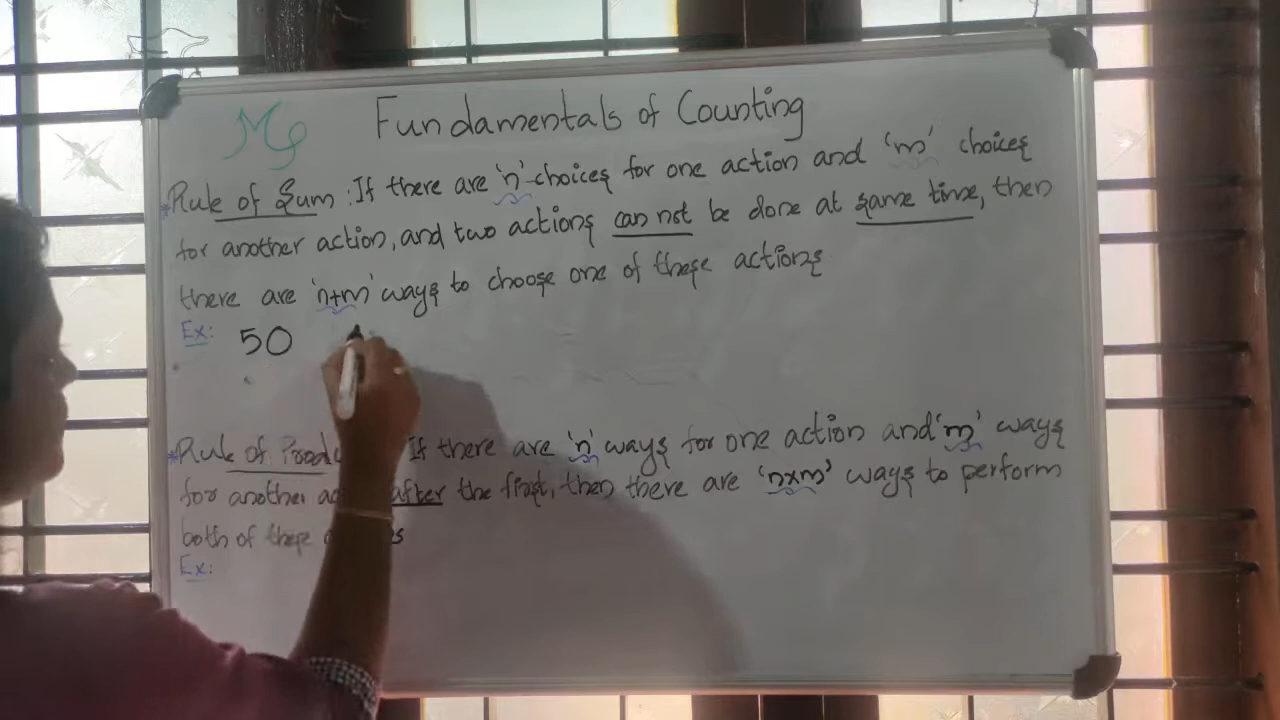 MG
Fundamentals of Counting
*Rule of Sum: If there are 'n' choices for one action and 'm' choices
for another action, and two actions can not be done at same time, then
there are 'n+m' ways to choose one of these actions
Ex: 50
*Rule of If there are 'n' ways for one action and 'm' ways
for another after the first, then there are 'n×m' ways to perform
both of these
Ex: